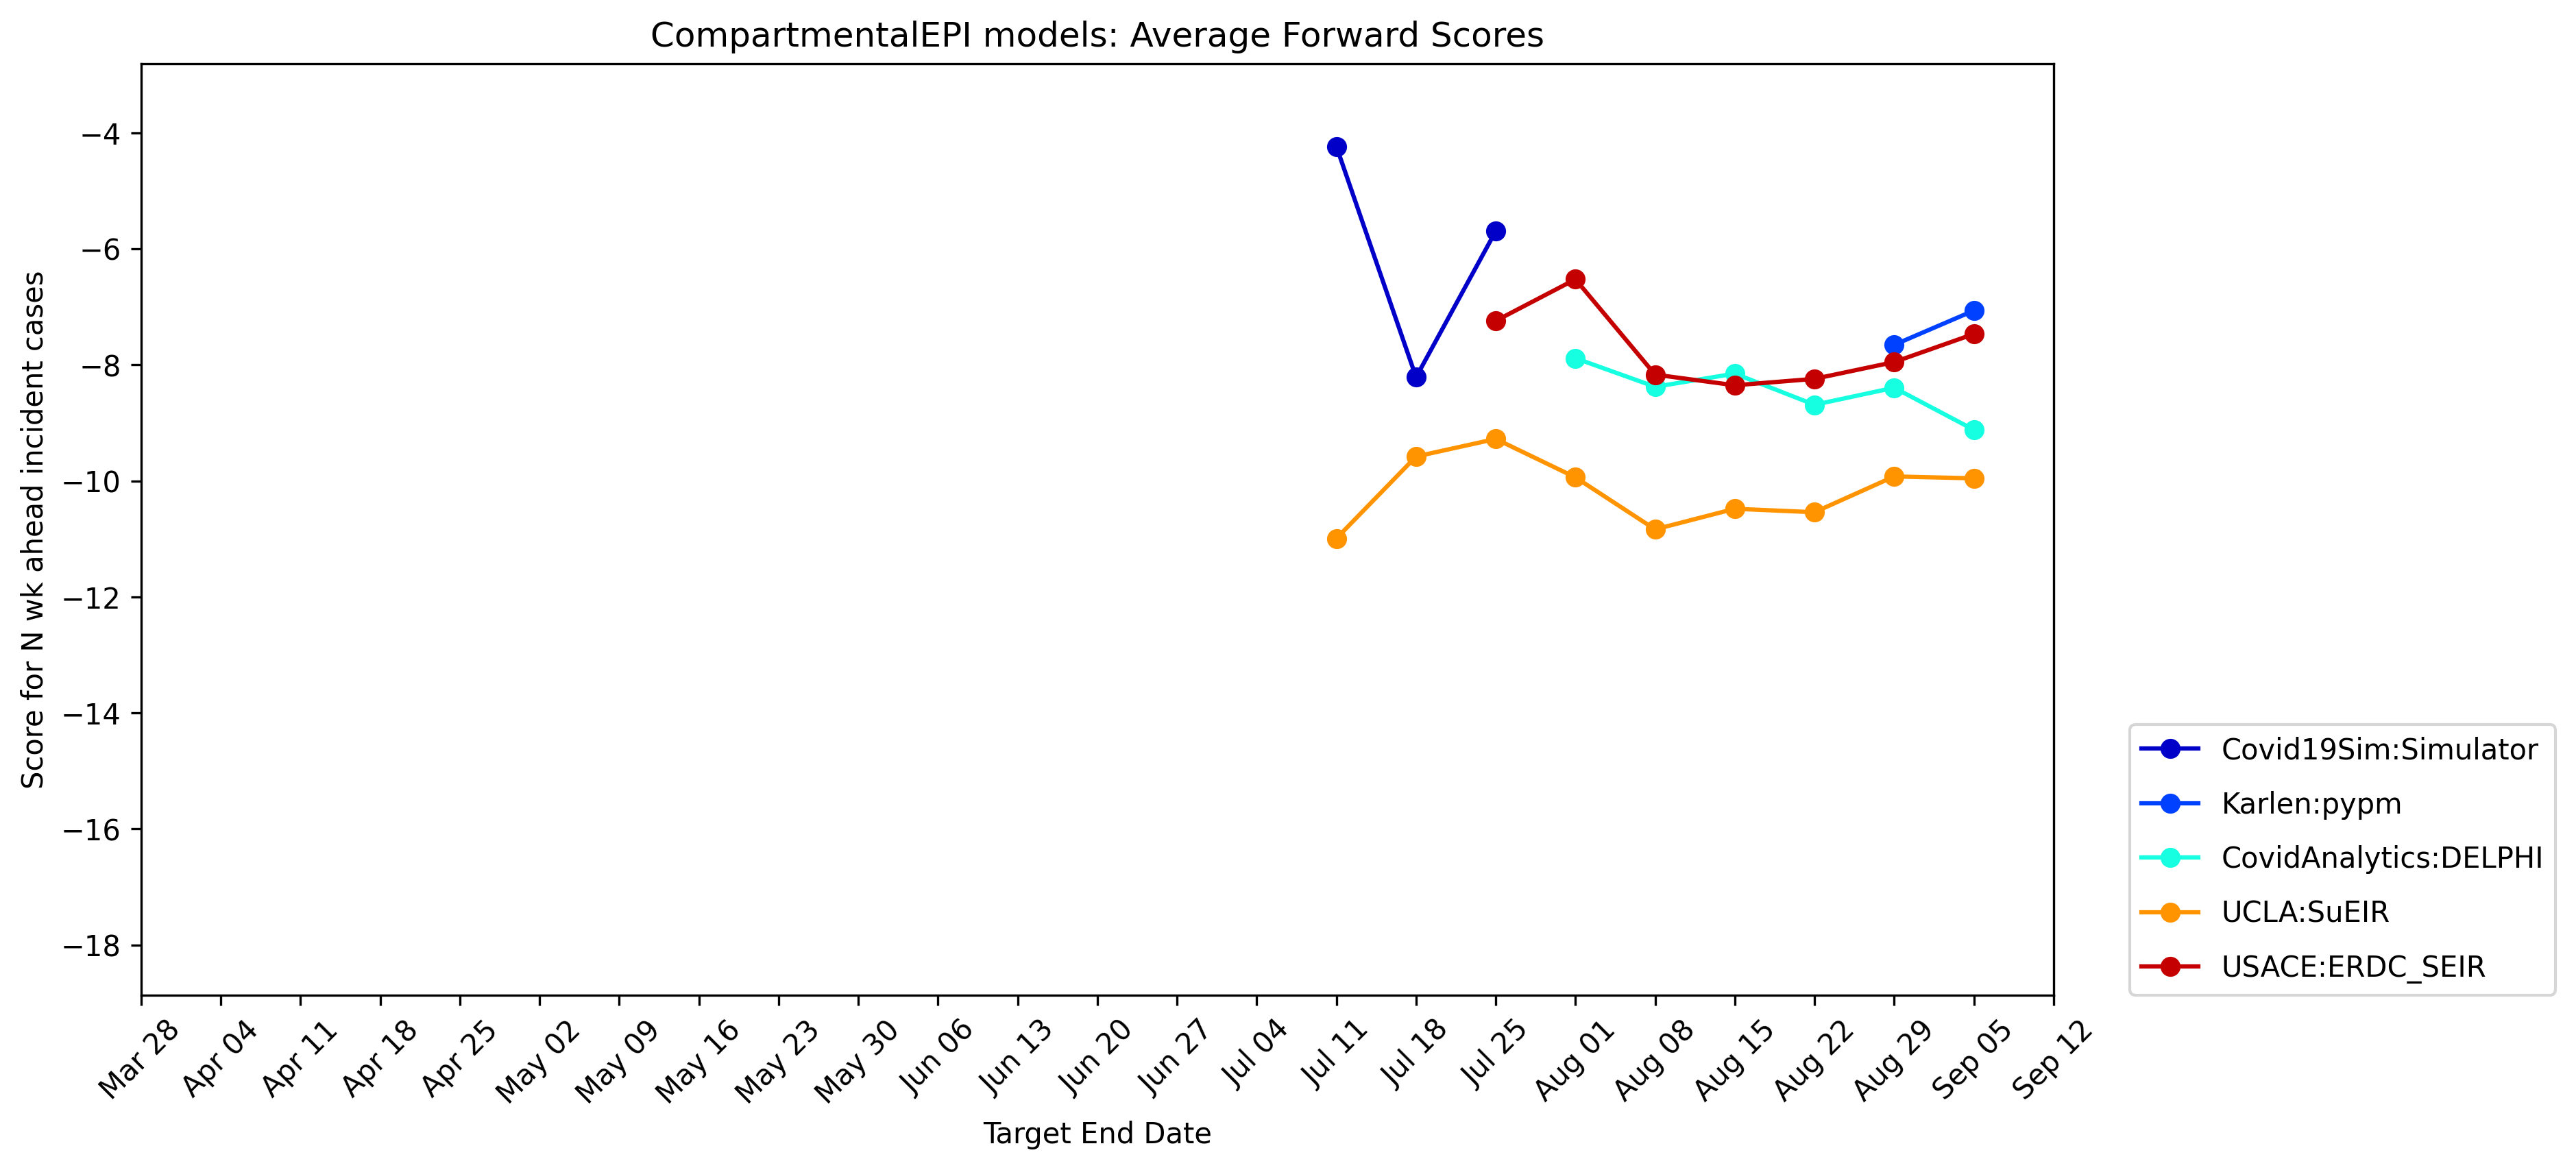 CompartmentalEPI models: Average Forward Scores
Score for N wk ahead incident cases
−4
−6
−8
−10
−12
−14
−16
−18
Mar 28
Apr 04
Apr 11
Apr 18
Apr 25
May 02
May 09
May 16
May 23
May 30
Jun 06
Jun 13
Jun 20
Jun 27
Jul 04
Jul 11
Jul 18
Jul 25
Aug 01
Aug 08
Aug 15
Aug 22
Aug 29
Sep 05
Sep 12
Target End Date
Covid19Sim:Simulator
Karlen:pypm
CovidAnalytics:DELPHI
UCLA:SuEIR
USACE:ERDC_SEIR